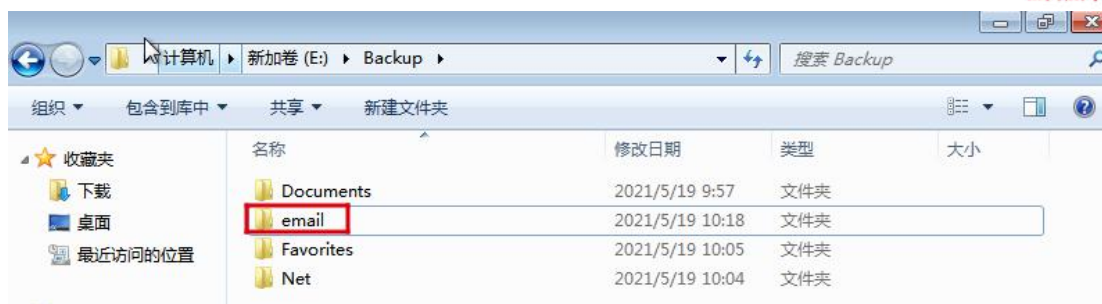 计算机 ▸ 新加卷 (E:) ▸ Backup ▸ 搜索 Backup
组织 包含到库中 共享 新建文件夹
名称 修改日期 类型 大小
收藏夹
下载
桌面
最近访问的位置
Documents 2021/5/19 9:57 文件夹
email 2021/5/19 10:18 文件夹
Favorites 2021/5/19 10:05 文件夹
Net 2021/5/19 10:04 文件夹